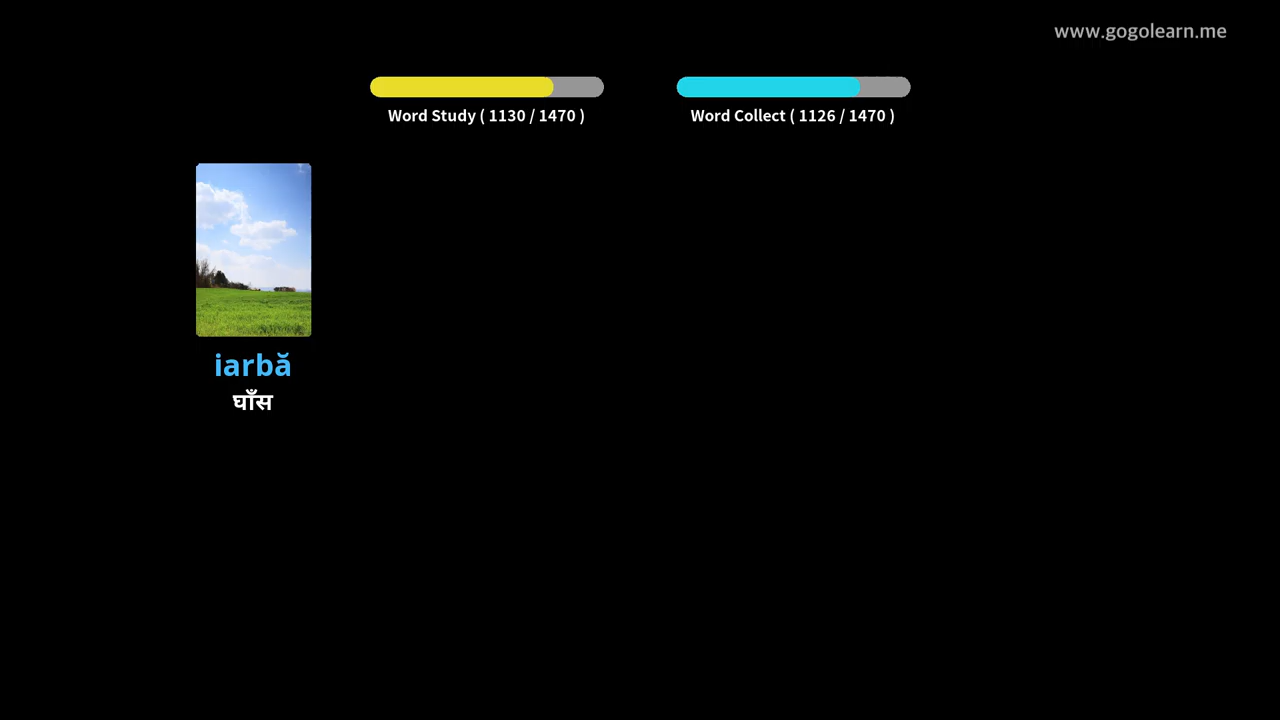 www.gogolearn.me
Word Study ( 1130 / 1470 )
Word Collect ( 1126 / 1470 )
iarbă
घाँस